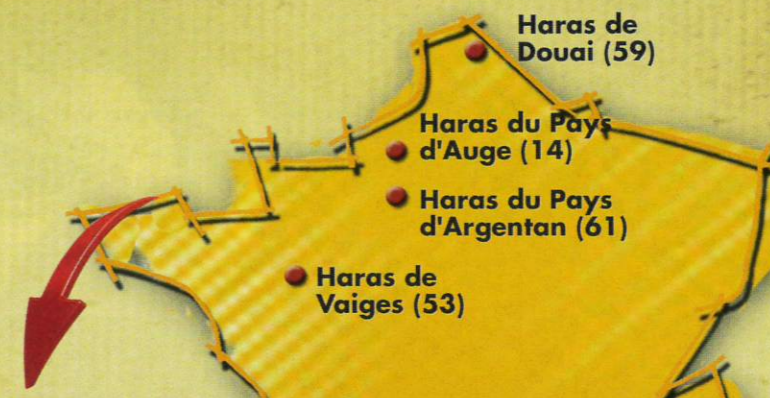 Haras de
Douai (59)
Haras du Pays
d'Auge (14)
Haras du Pays
d'Argentan (61)
Haras de
Vaiges (53)